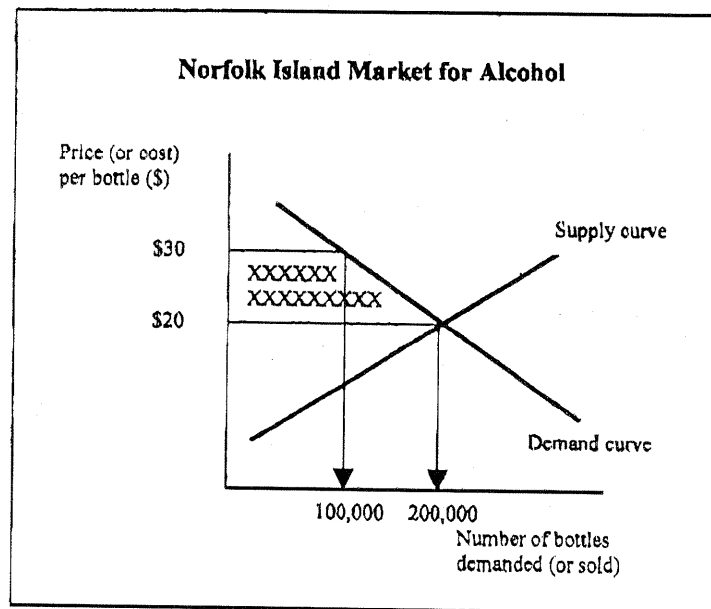 Norfolk Island Market for Alcohol
Price (or cost)
per bottle ($)
Supply curve
$30
XXXXXX
XXXXXXXXX
$20
Demand curve
100,000 200,000
Number of bottles
demanded (or sold)